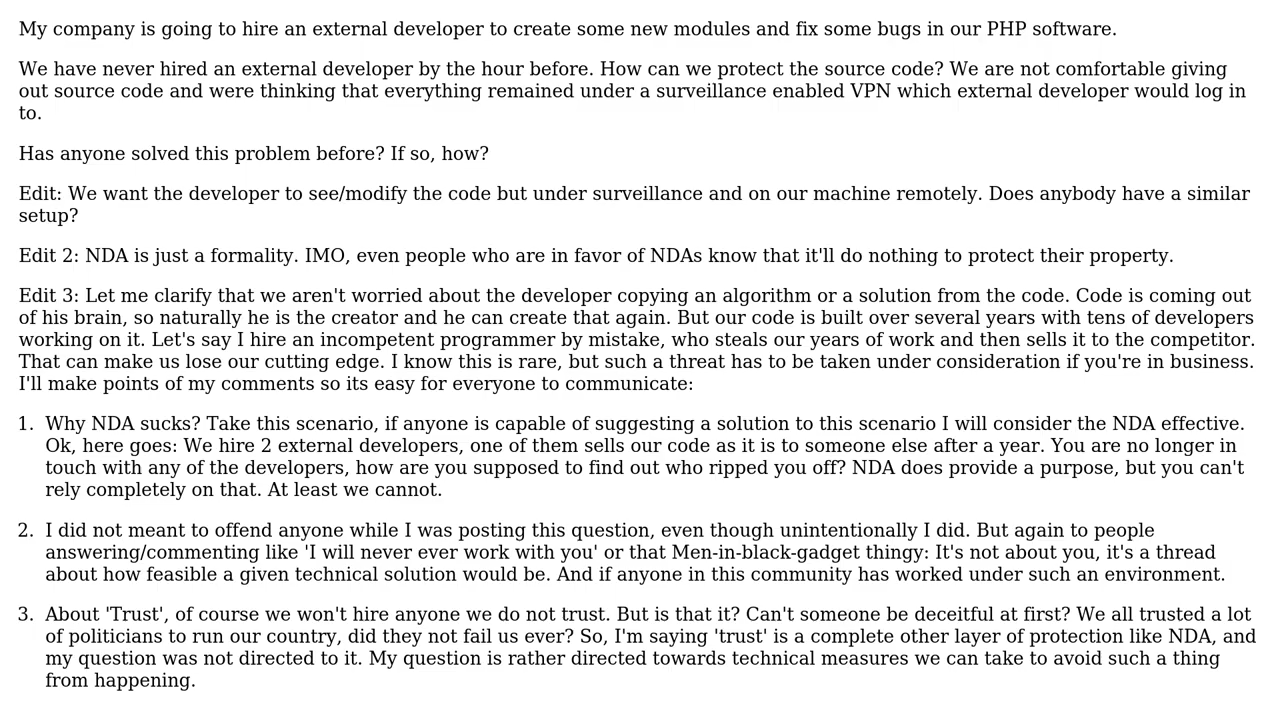 My company is going to hire an external developer to create some new modules and fix some bugs in our PHP software.
We have never hired an external developer by the hour before. How can we protect the source code? We are not comfortable giving
out source code and were thinking that everything remained under a surveillance enabled VPN which external developer would log in
to.
Has anyone solved this problem before? If so, how?
Edit: We want the developer to see/modify the code but under surveillance and on our machine remotely. Does anybody have a similar
setup?
Edit 2: NDA is just a formality. IMO, even people who are in favor of NDAs know that it'll do nothing to protect their property.
Edit 3: Let me clarify that we aren't worried about the developer copying an algorithm or a solution from the code. Code is coming out
of his brain, so naturally he is the creator and he can create that again. But our code is built over several years with tens of developers
working on it. Let's say I hire an incompetent programmer by mistake, who steals our years of work and then sells it to the competitor.
That can make us lose our cutting edge. I know this is rare, but such a threat has to be taken under consideration if you're in business.
I'll make points of my comments so its easy for everyone to communicate:
1. Why NDA sucks? Take this scenario, if anyone is capable of suggesting a solution to this scenario I will consider the NDA effective.
Ok, here goes: We hire 2 external developers, one of them sells our code as it is to someone else after a year. You are no longer in
touch with any of the developers, how are you supposed to find out who ripped you off? NDA does provide a purpose, but you can't
rely completely on that. At least we cannot.
2. I did not meant to offend anyone while I was posting this question, even though unintentionally I did. But again to people
answering/commenting like 'I will never ever work with you' or that Men-in-black-gadget thingy: It's not about you, it's a thread
about how feasible a given technical solution would be. And if anyone in this community has worked under such an environment.
3. About 'Trust', of course we won't hire anyone we do not trust. But is that it? Can't someone be deceitful at first? We all trusted a lot
of politicians to run our country, did they not fail us ever? So, I'm saying 'trust' is a complete other layer of protection like NDA, and
my question was not directed to it. My question is rather directed towards technical measures we can take to avoid such a thing
from happening.